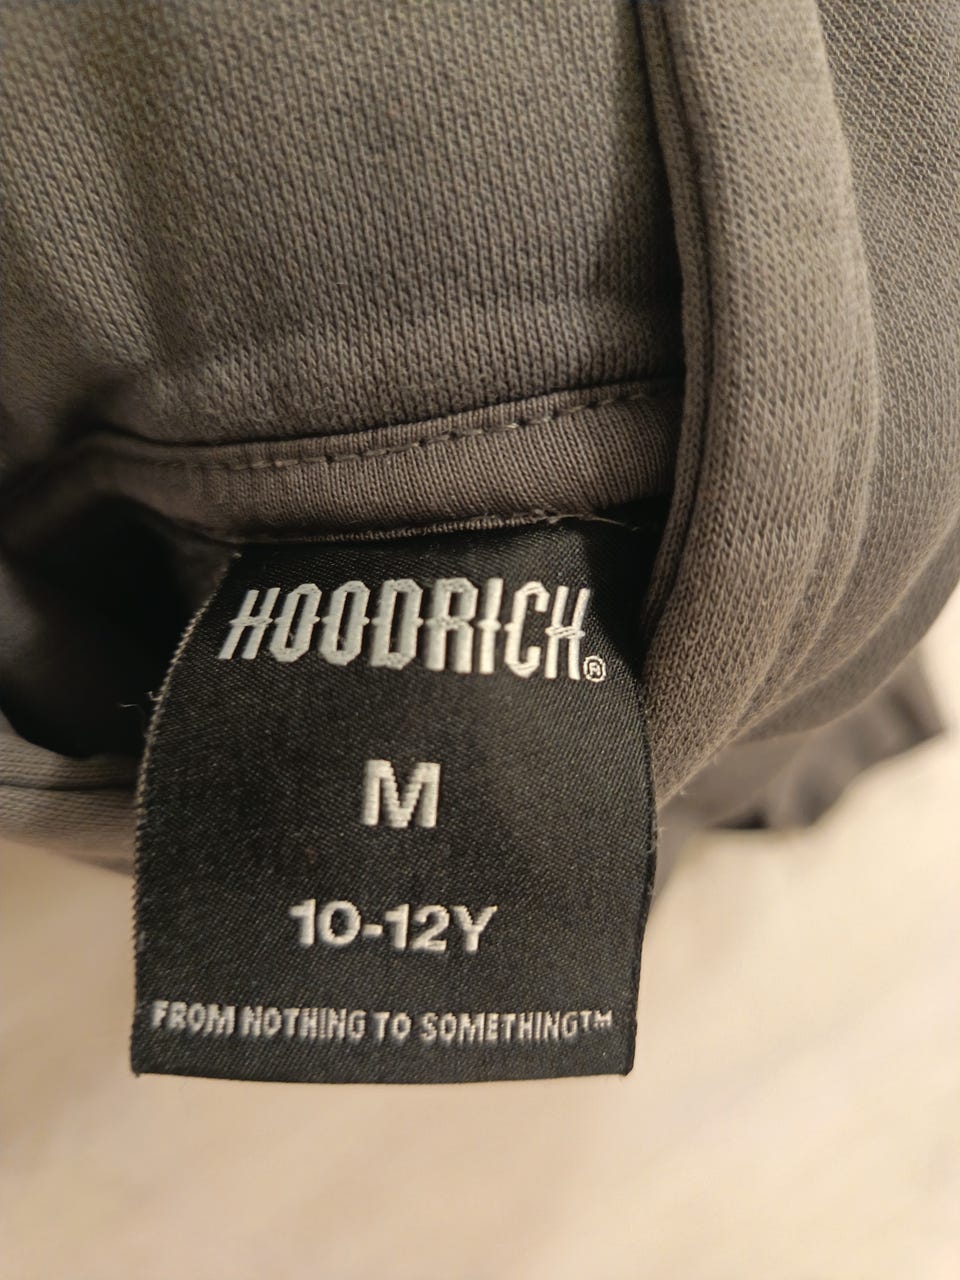 HOODRICH®
M
10-12Y
FROM NOTHING TO SOMETHING™